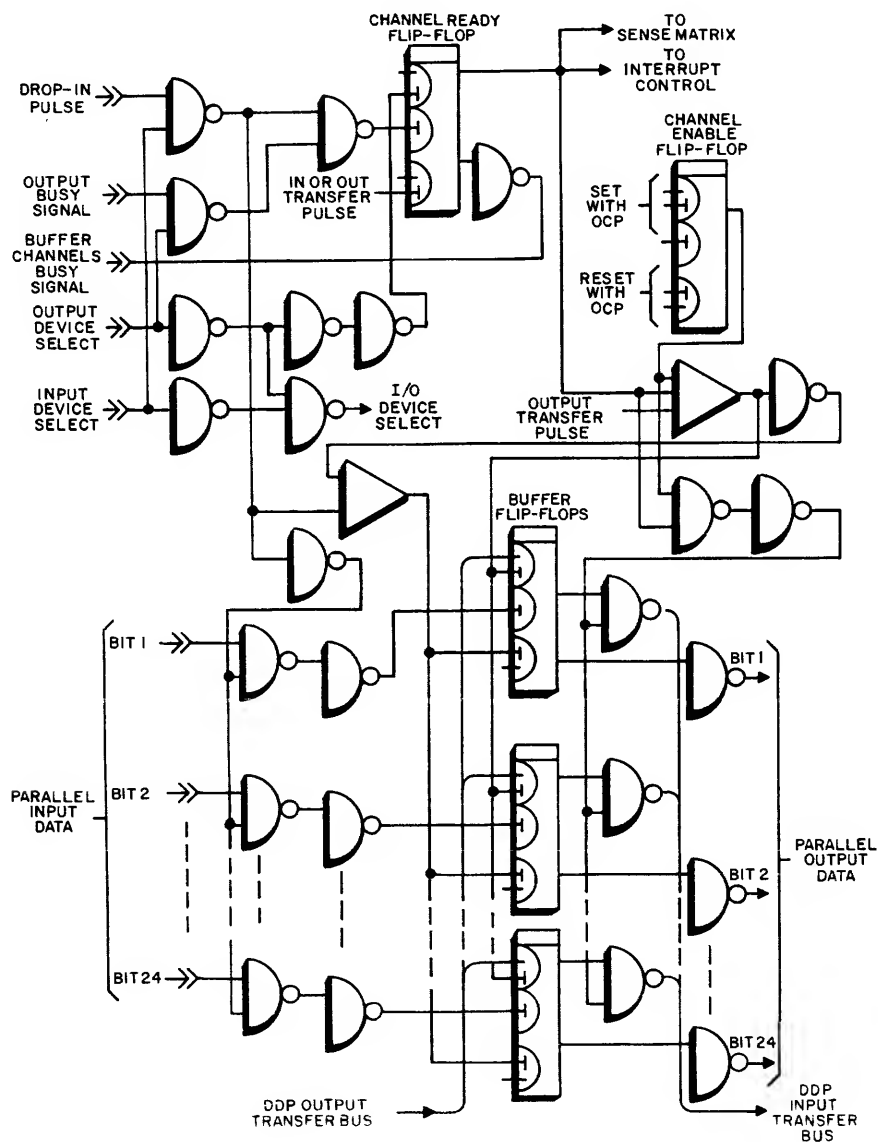 CHANNEL READY
FLIP-FLOP
TO
SENSE MATRIX
TO
INTERRUPT
CONTROL
DROP-IN
PULSE
CHANNEL
ENABLE
FLIP-FLOP
OUTPUT
BUSY
SIGNAL
IN OR OUT
TRANSFER
PULSE
SET
WITH
OCP
BUFFER
CHANNELS
BUSY
SIGNAL
RESET
WITH
OCP
OUTPUT
DEVICE
SELECT
INPUT
DEVICE
SELECT
I/O
DEVICE
SELECT
OUTPUT
TRANSFER
PULSE
BUFFER
FLIP-FLOPS
BIT 1
BIT 1
BIT 2
PARALLEL
INPUT
DATA
PARALLEL
OUTPUT
DATA
BIT 2
BIT 24
BIT 24
DDP OUTPUT
TRANSFER BUS
DDP
INPUT
TRANSFER
BUS